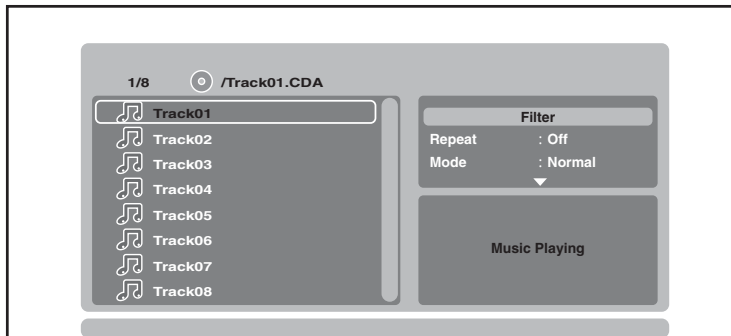 1/8 /Track01.CDA
Track01
Track02
Track03
Track04
Track05
Track06
Track07
Track08
Filter
Repeat : Off
Mode : Normal
Music Playing